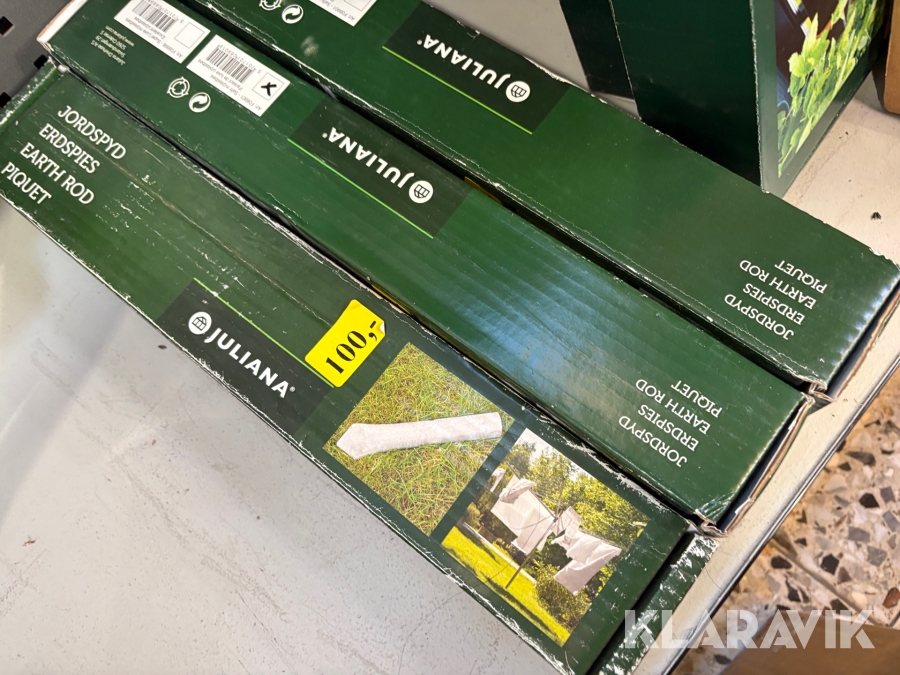 JORDSPYD
ERDSPIES
EARTH ROD
PIQUET
JULIANA®
100,-
JULIANA®
JORDSPYD
ERDSPIES
EARTH ROD
PIQUET
JULIANA®
JORDSPYD
ERDSPIES
EARTH ROD
PIQUET
KLARAVIK